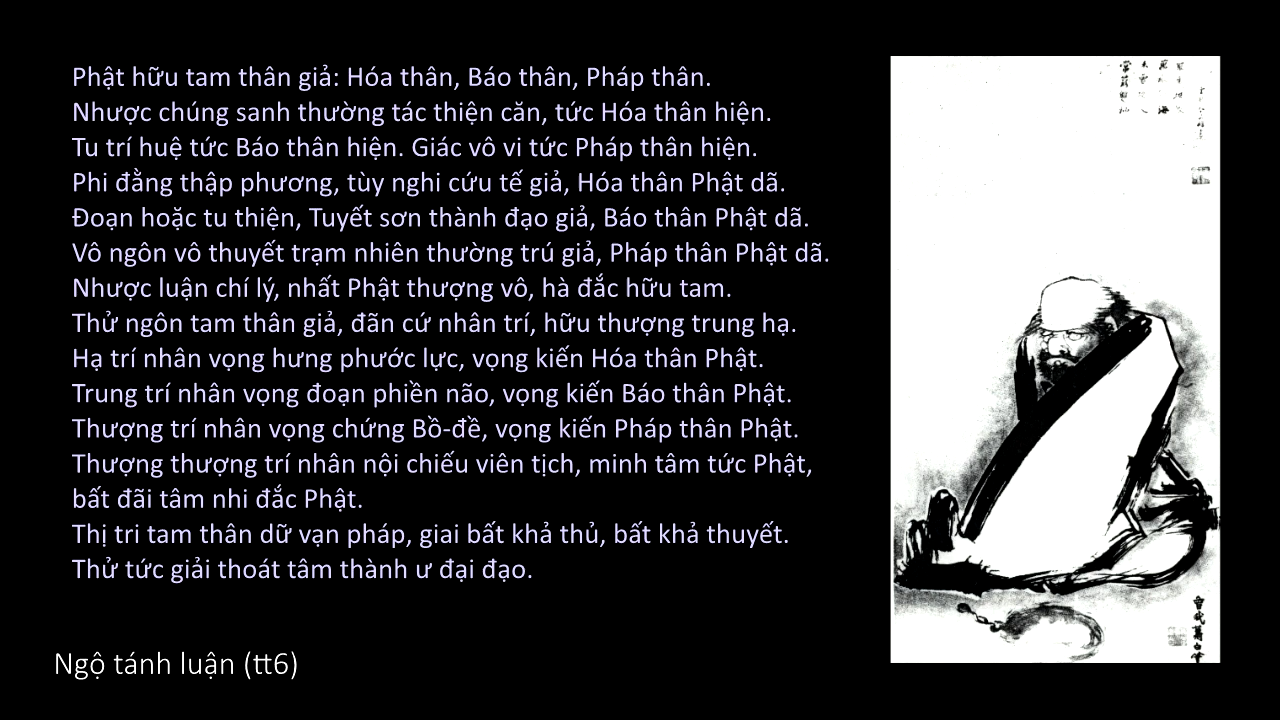 Phật hữu tam thân giả: Hóa thân, Báo thân, Pháp thân.
Nhược chúng sanh thường tác thiện căn, tức Hóa thân hiện.
Tu trí huệ tức Báo thân hiện. Giác vô vi tức Pháp thân hiện.
Phi đằng thập phương, tùy nghi cứu tế giả, Hóa thân Phật dã.
Đoạn hoặc tu thiện, Tuyết sơn thành đạo giả, Báo thân Phật dã.
Vô ngôn vô thuyết trạm nhiên thường trú giả, Pháp thân Phật dã.
Nhược luận chí lý, nhất Phật thượng vô, hà đắc hữu tam.
Thử ngôn tam thân giả, đãn cứ nhân trí, hữu thượng trung hạ.
Hạ trí nhân vọng hưng phước lực, vọng kiến Hóa thân Phật.
Trung trí nhân vọng đoạn phiền não, vọng kiến Báo thân Phật.
Thượng trí nhân vọng chứng Bồ-đề, vọng kiến Pháp thân Phật.
Thượng thượng trí nhân nội chiếu viên tịch, minh tâm tức Phật,
bất đãi tâm nhi đắc Phật.
Thị tri tam thân dữ vạn pháp, giai bất khả thủ, bất khả thuyết.
Thử tức giải thoát tâm thành ư đại đạo.
Ngộ tánh luận (tt6)